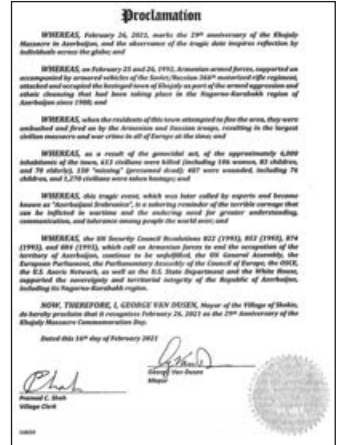 Proclamation
WHEREAS, February 26, 2021, marks the 29th anniversary of the Khojaly
Massacre in Azerbaijan, and the observance of the tragic date inspires reflection by
individuals across the globe; and
WHEREAS, on February 25 and 26, 1992, Armenian armed forces, supported an
accompanied by armored vehicles of the Soviet/Russian 366th motorized rifle regiment,
attacked and occupied the besieged town of Khojaly as part of the armed aggression and
ethnic cleansing that had been taking place in the Nagorno-Karabakh region of
Azerbaijan since 1988; and
WHEREAS, when the residents of this town attempted to flee the area, they were
ambushed and fired on by the Armenian and Russian troops, resulting in the largest
civilian massacre and war crime in all of Europe at the time; and
WHEREAS, as a result of the genocidal act, of the approximately 6,000
inhabitants of the town, 613 civilians were killed (including 106 women, 83 children,
and 70 elderly), 150 "missing" (presumed dead); 487 were wounded, including 76
children, and 1,270 civilians were taken hostage; and
WHEREAS, this tragic event, which was later called by experts and become
known as "Azerbaijani Srebrenica", is a sobering reminder of the terrible carnage that
can be inflicted in wartime and the enduring need for greater understanding,
communication, and tolerance among people the world over; and
WHEREAS, the UN Security Council Resolutions 822 (1993), 853 (1993), 874
(1993), and 884 (1993), which call on Armenian forces to end the occupation of the
territory of Azerbaijan, continue to be unfulfilled, the UN General Assembly, the
European Parliament, the Parliamentary Assembly of the Council of Europe, the OSCE,
the U.S. Azeris Network, as well as the U.S. State Department and the White House,
supported the sovereignty and territorial integrity of the Republic of Azerbaijan,
including its Nagorno-Karabakh region.
NOW, THEREFORE, I, GEORGE VAN DUSEN, Mayor of the Village of Skokie,
do hereby proclaim that it recognizes February 26, 2021 as the 29th Anniversary of the
Khojaly Massacre Commemoration Day.
Dated this 16th day of February 2021
George Van Dusen
Mayor
Pramod C. Shah
Village Clerk